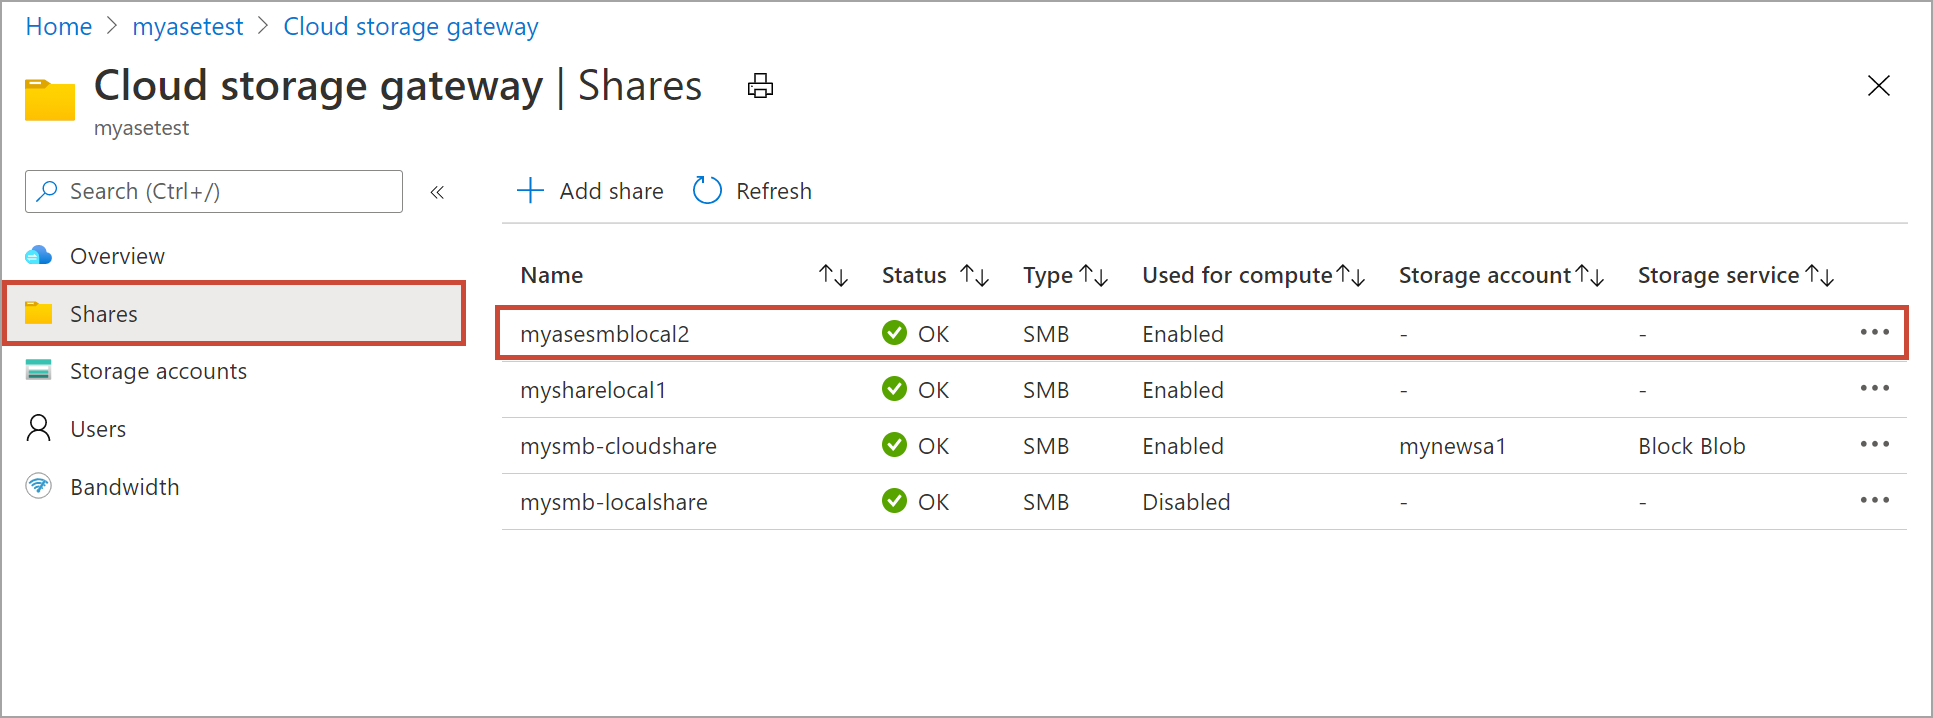 Home > myasetest > Cloud storage gateway
Cloud storage gateway | Shares
myasetest
Search (Ctrl+/) «
Add share Refresh
Overview
Shares
Storage accounts
Users
Bandwidth
Name Status Type Used for compute Storage account Storage service
myasesmblocal2 OK SMB Enabled - - •••
mysharelocal1 OK SMB Enabled - - •••
mysmb-cloudshare OK SMB Enabled mynewsa1 Block Blob •••
mysmb-localshare OK SMB Disabled - - •••